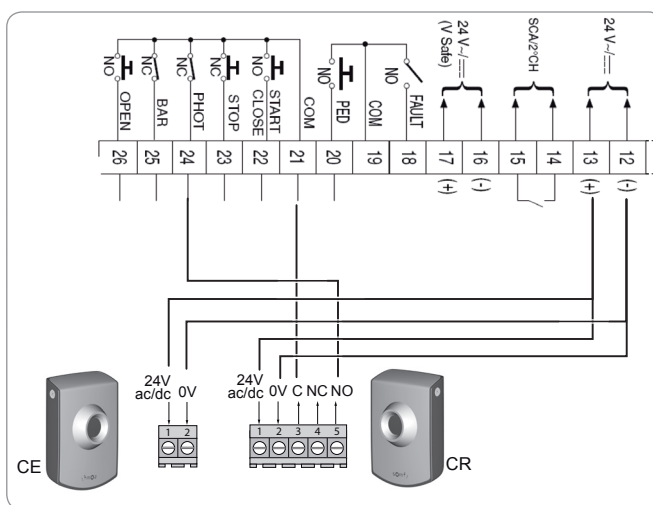 NO
OPEN
NC
BAR
NC
PHOT
NC
STOP
NO
START
CLOSE
COM
NO
PED
COM
NO
FAULT
24 V~/⎓
(V Safe)
SCA/2°CH
24 V~/⎓
26 25 24 23 22 21 20 19 18 17 16 15 14 13 12
(+) (-) (+) (-)
24V
ac/dc 0V
24V
ac/dc 0V C NC NO
1 2
1 2 3 4 5
CE
CR
somfy